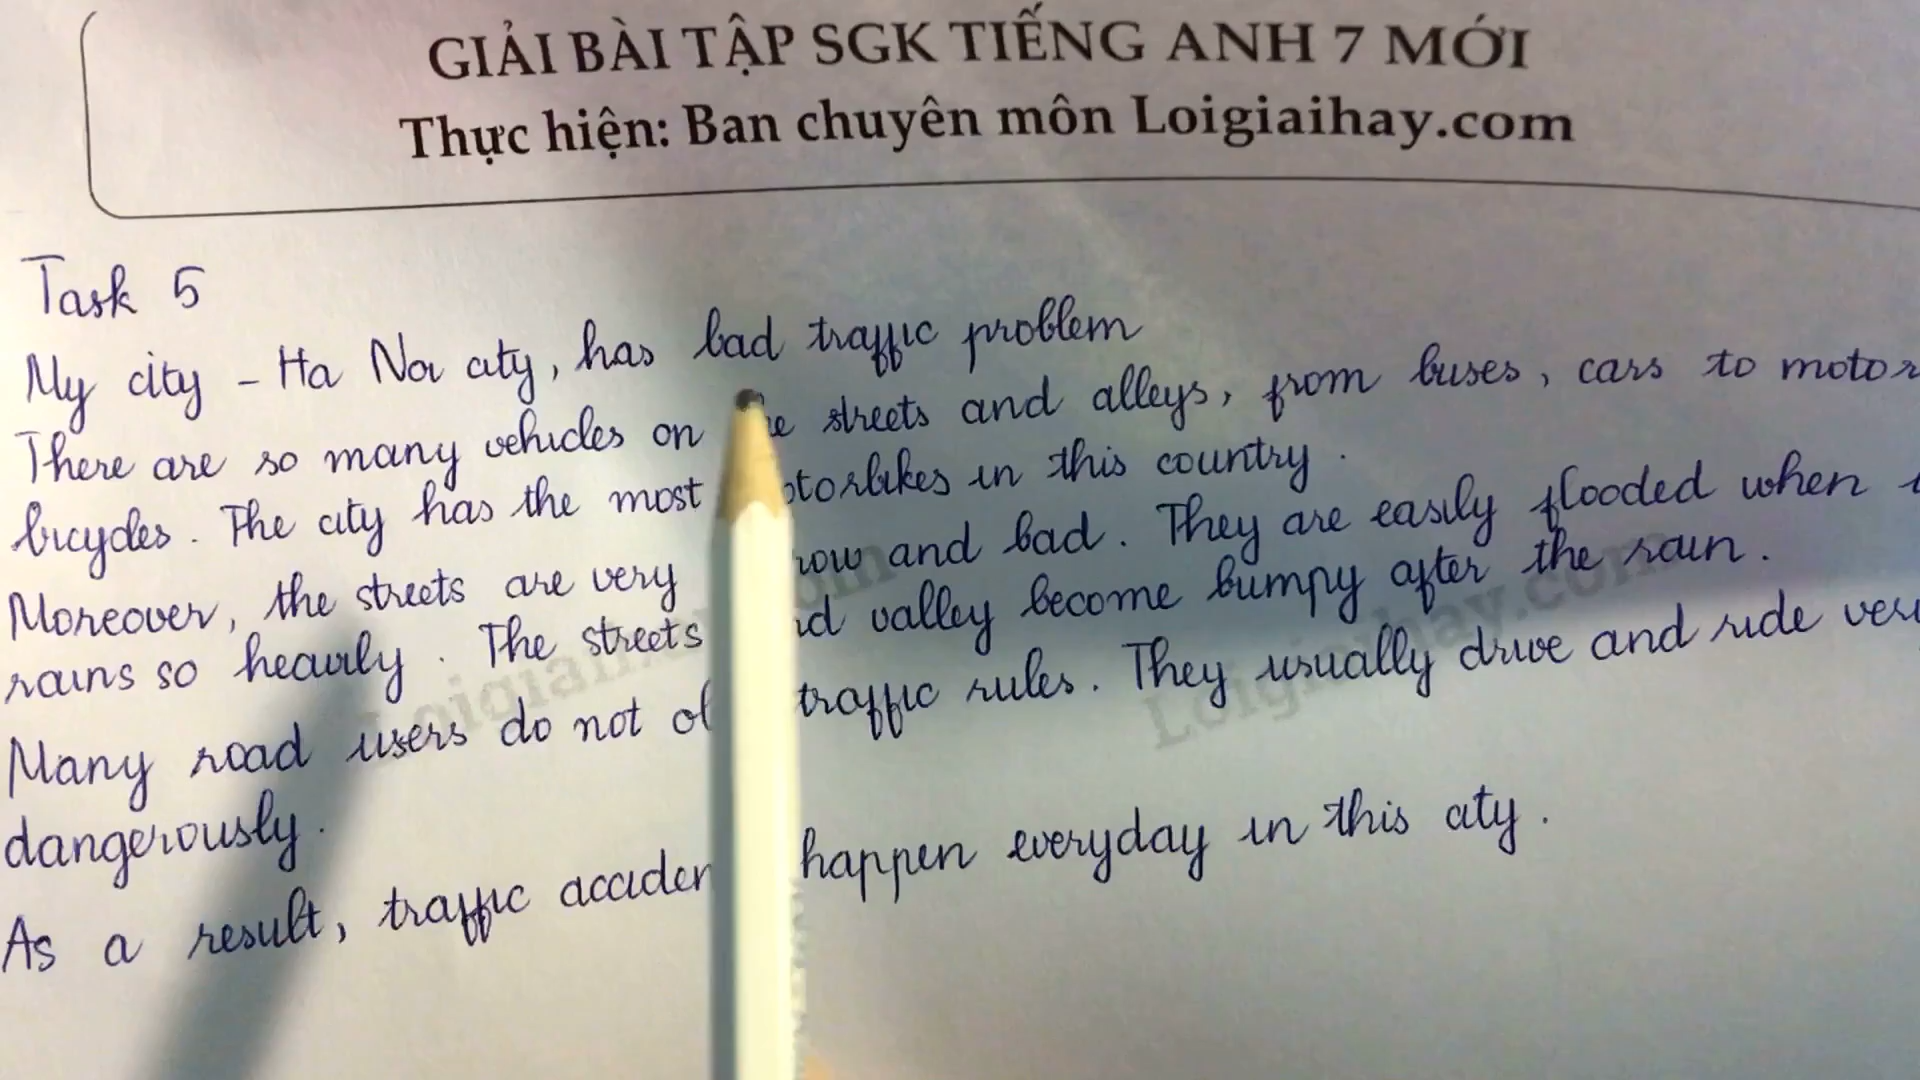 GIẢI BÀI TẬP SGK TIẾNG ANH 7 MỚI
Thực hiện: Ban chuyên môn Loigiaihay.com
Task 5
My city - Ha Noi city, has bad traffic problem
There are so many vehicles on streets and alleys, from buses, cars to motor
bicycles. The city has the most in this country.
Moreover, the streets are very and bad. They are easily flooded when
rains so heavily. The streets valley become bumpy after the rain.
Many road users do not traffic rules. They usually drive and ride
dangerously.
As a result, traffic happen everyday in this city.
Loigiaihay.com